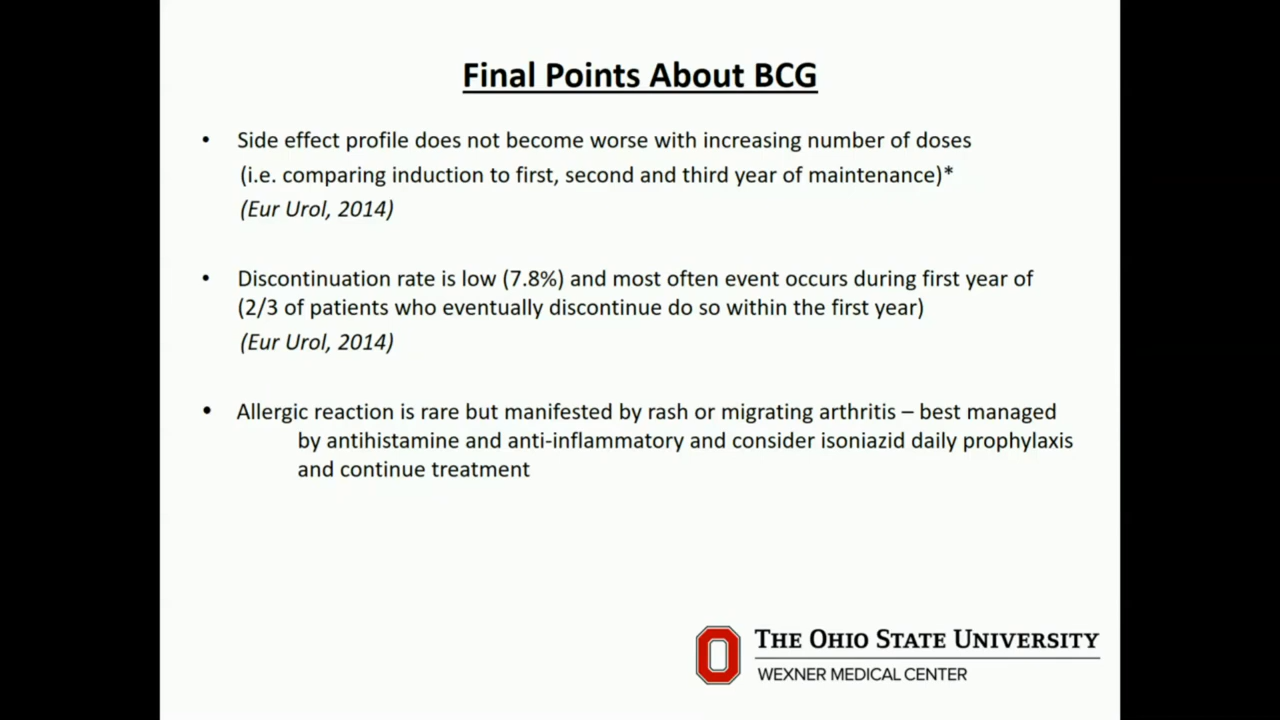 Final Points About BCG
• Side effect profile does not become worse with increasing number of doses
(i.e. comparing induction to first, second and third year of maintenance)*
(Eur Urol, 2014)
• Discontinuation rate is low (7.8%) and most often event occurs during first year of
(2/3 of patients who eventually discontinue do so within the first year)
(Eur Urol, 2014)
• Allergic reaction is rare but manifested by rash or migrating arthritis – best managed
by antihistamine and anti-inflammatory and consider isoniazid daily prophylaxis
and continue treatment
THE OHIO STATE UNIVERSITY
WEXNER MEDICAL CENTER